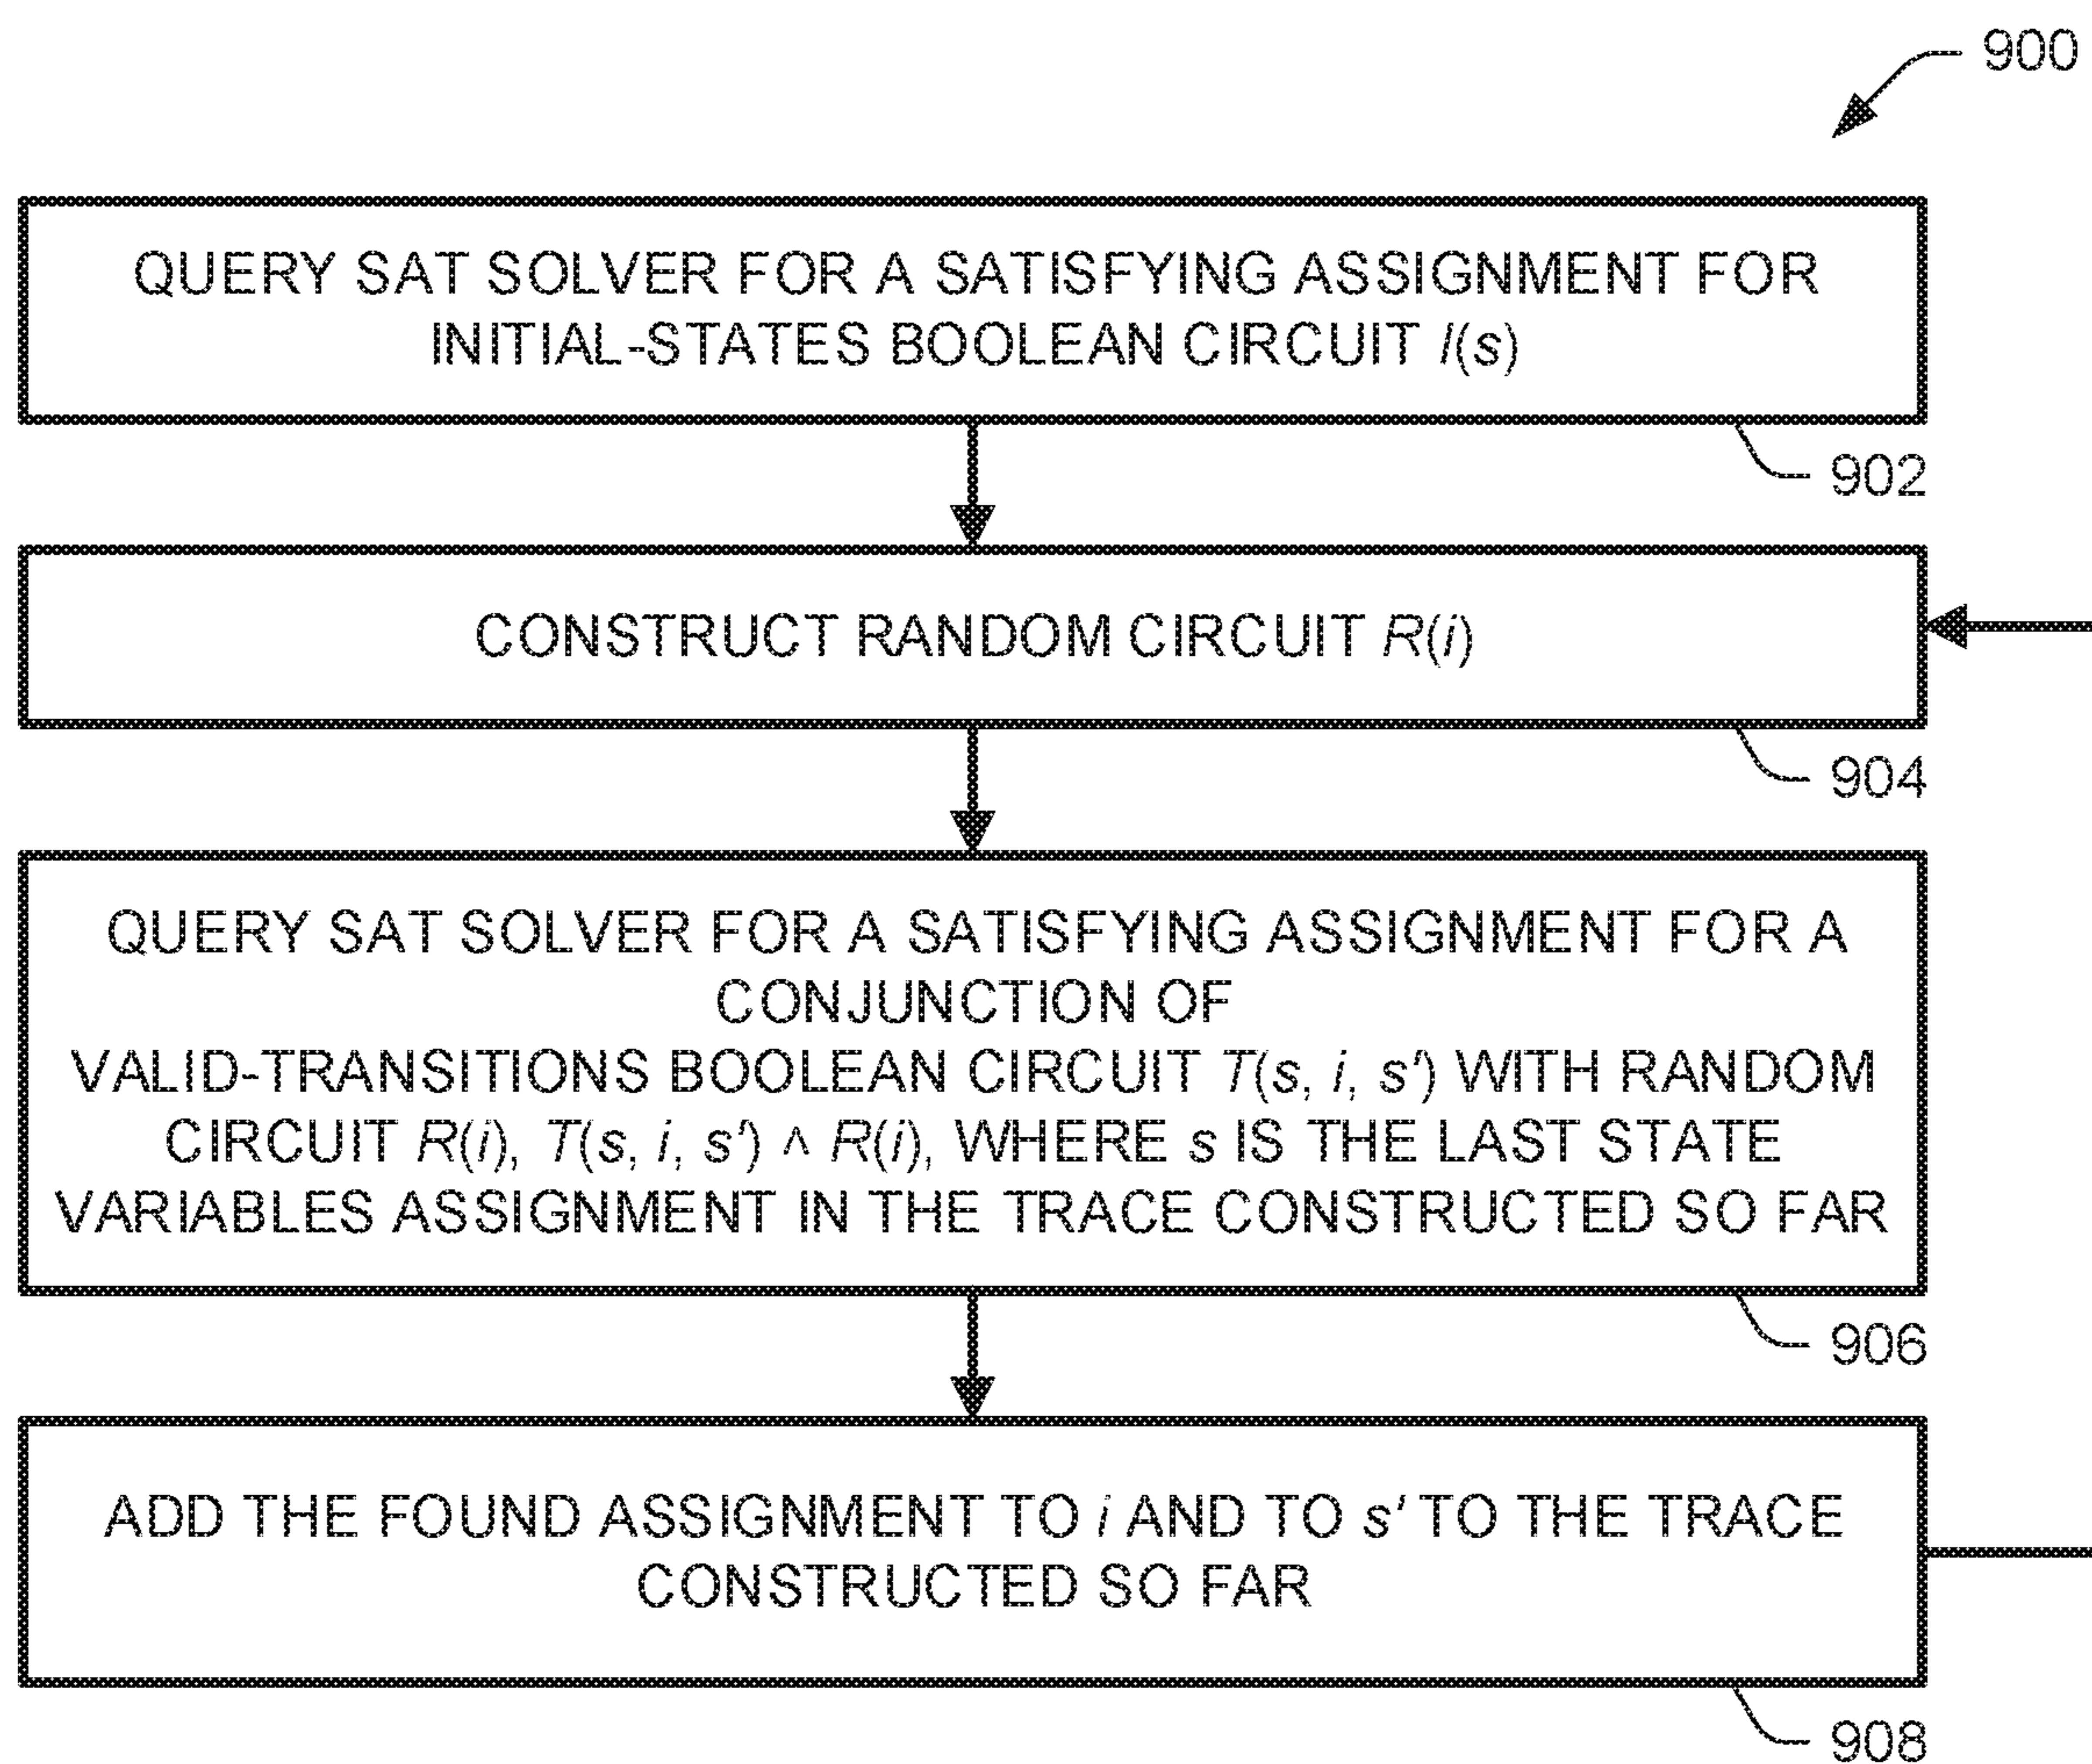 900
QUERY SAT SOLVER FOR A SATISFYING ASSIGNMENT FOR
INITIAL-STATES BOOLEAN CIRCUIT I(s)
902
CONSTRUCT RANDOM CIRCUIT R(i)
904
QUERY SAT SOLVER FOR A SATISFYING ASSIGNMENT FOR A
CONJUNCTION OF
VALID-TRANSITIONS BOOLEAN CIRCUIT T(s, i, s') WITH RANDOM
CIRCUIT R(i), T(s, i, s') ∧ R(i), WHERE s IS THE LAST STATE
VARIABLES ASSIGNMENT IN THE TRACE CONSTRUCTED SO FAR
906
ADD THE FOUND ASSIGNMENT TO i AND TO s' TO THE TRACE
CONSTRUCTED SO FAR
908